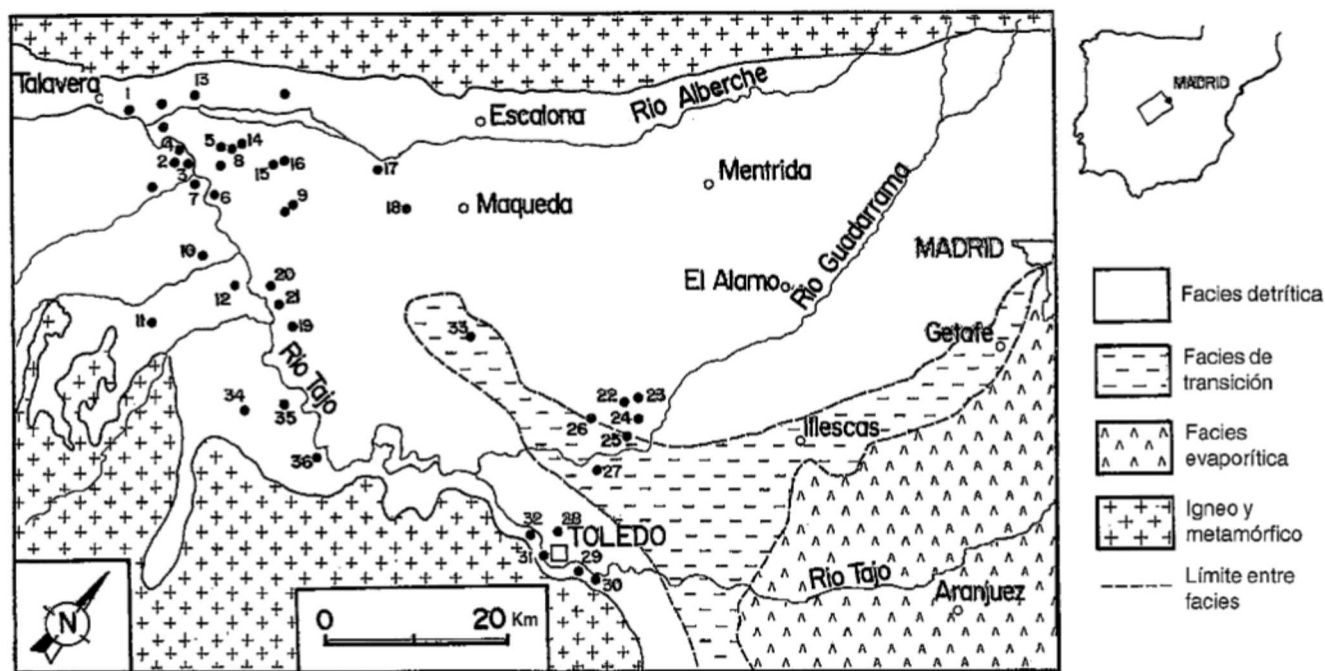 Talavera
1
13
Escalona
Río Alberche
MADRID
4
5
14
2
3
8
15
16
17
7
6
9
18
Maqueda
Mentrida
Río Guadarrama
10
12
20
21
19
11
El Alamo
MADRID
Getafe
33
Río Tajo
34
35
36
22
23
24
26
25
27
Illescas
32
28
TOLEDO
31
29
30
Río Tajo
Aranjuez
N
0
20 Km
Facies detrítica
Facies de
transición
Facies
evaporítica
Igneo y
metamórfico
Límite entre
facies